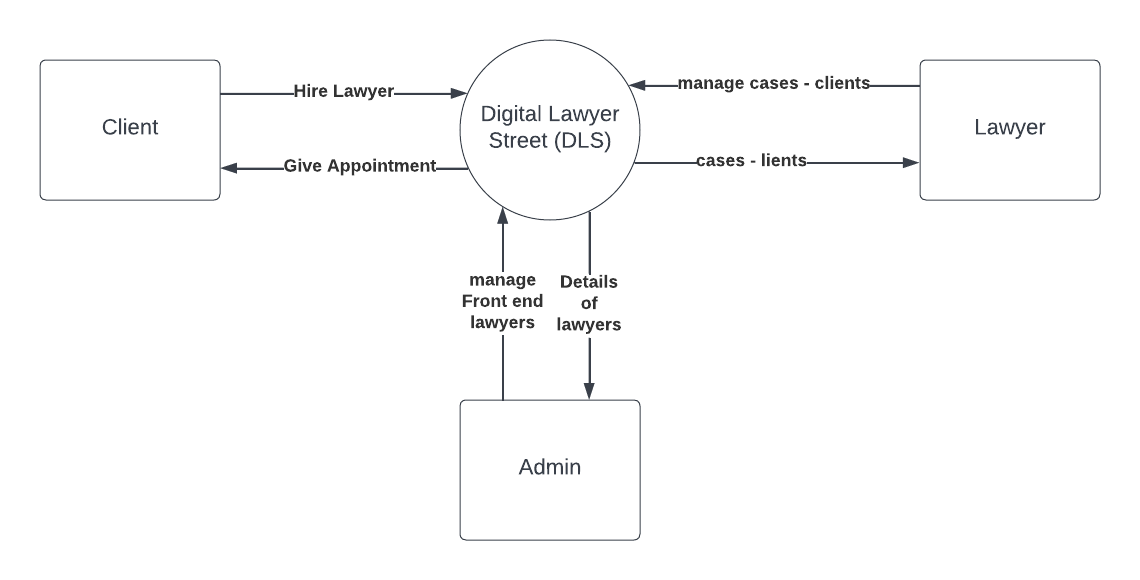 Client
Hire Lawyer
Give Appointment
Digital Lawyer
Street (DLS)
manage cases - clients
cases - lients
Lawyer
manage
Front end
lawyers
Details
of
lawyers
Admin